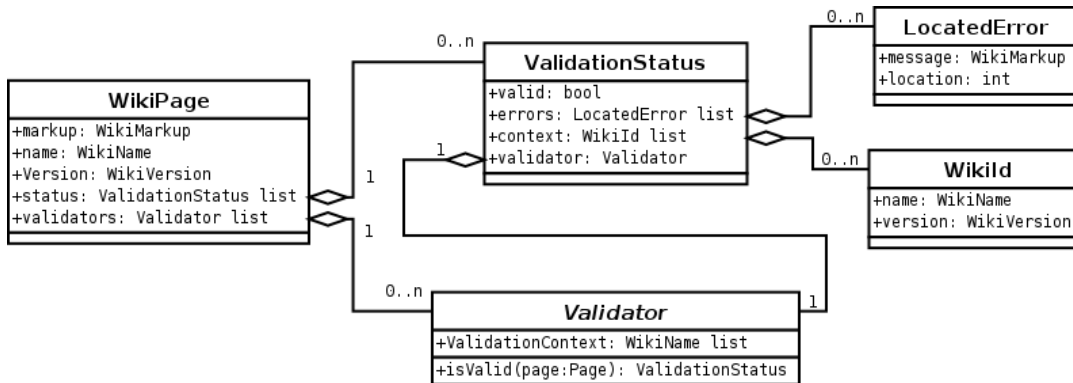 WikiPage
+markup: WikiMarkup
+name: WikiName
+Version: WikiVersion
+status: ValidationStatus list
+validators: Validator list
1
1
0..n
0..n
ValidationStatus
+valid: bool
+errors: LocatedError list
+context: WikiId list
+validator: Validator
1
0..n
LocatedError
+message: WikiMarkup
+location: int
0..n
WikiId
+name: WikiName
+version: WikiVersion
Validator
+ValidationContext: WikiName list
+isValid(page:Page): ValidationStatus
1